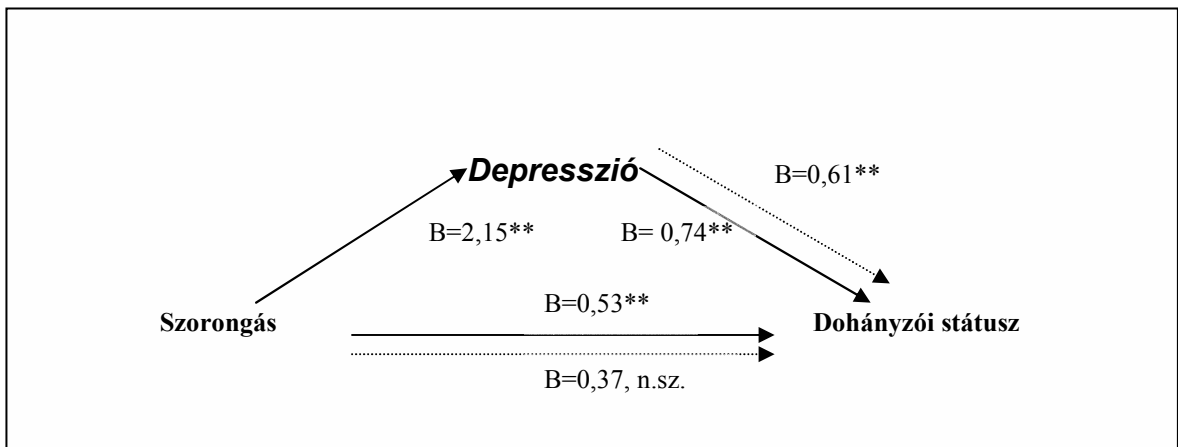 Depresszió
B=0,61**
B=2,15**
B= 0,74**
B=0,53**
Szorongás
Dohányzói státusz
B=0,37, n.sz.